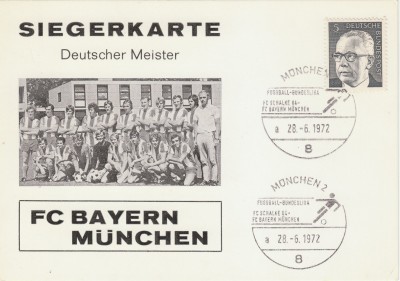 SIEGERKARTE
Deutscher Meister
FC BAYERN
MÜNCHEN
5
DEUTSCHE
BUNDESPOST
MÜNCHEN 2
FUSSBALL-BUNDESLIGA
FC SCHALKE 04-
FC BAYERN MÜNCHEN
a 28.-6.1972
8
MÜNCHEN 2
FUSSBALL-BUNDESLIGA
FC SCHALKE 04-
FC BAYERN MÜNCHEN
a 28.-6.1972
8